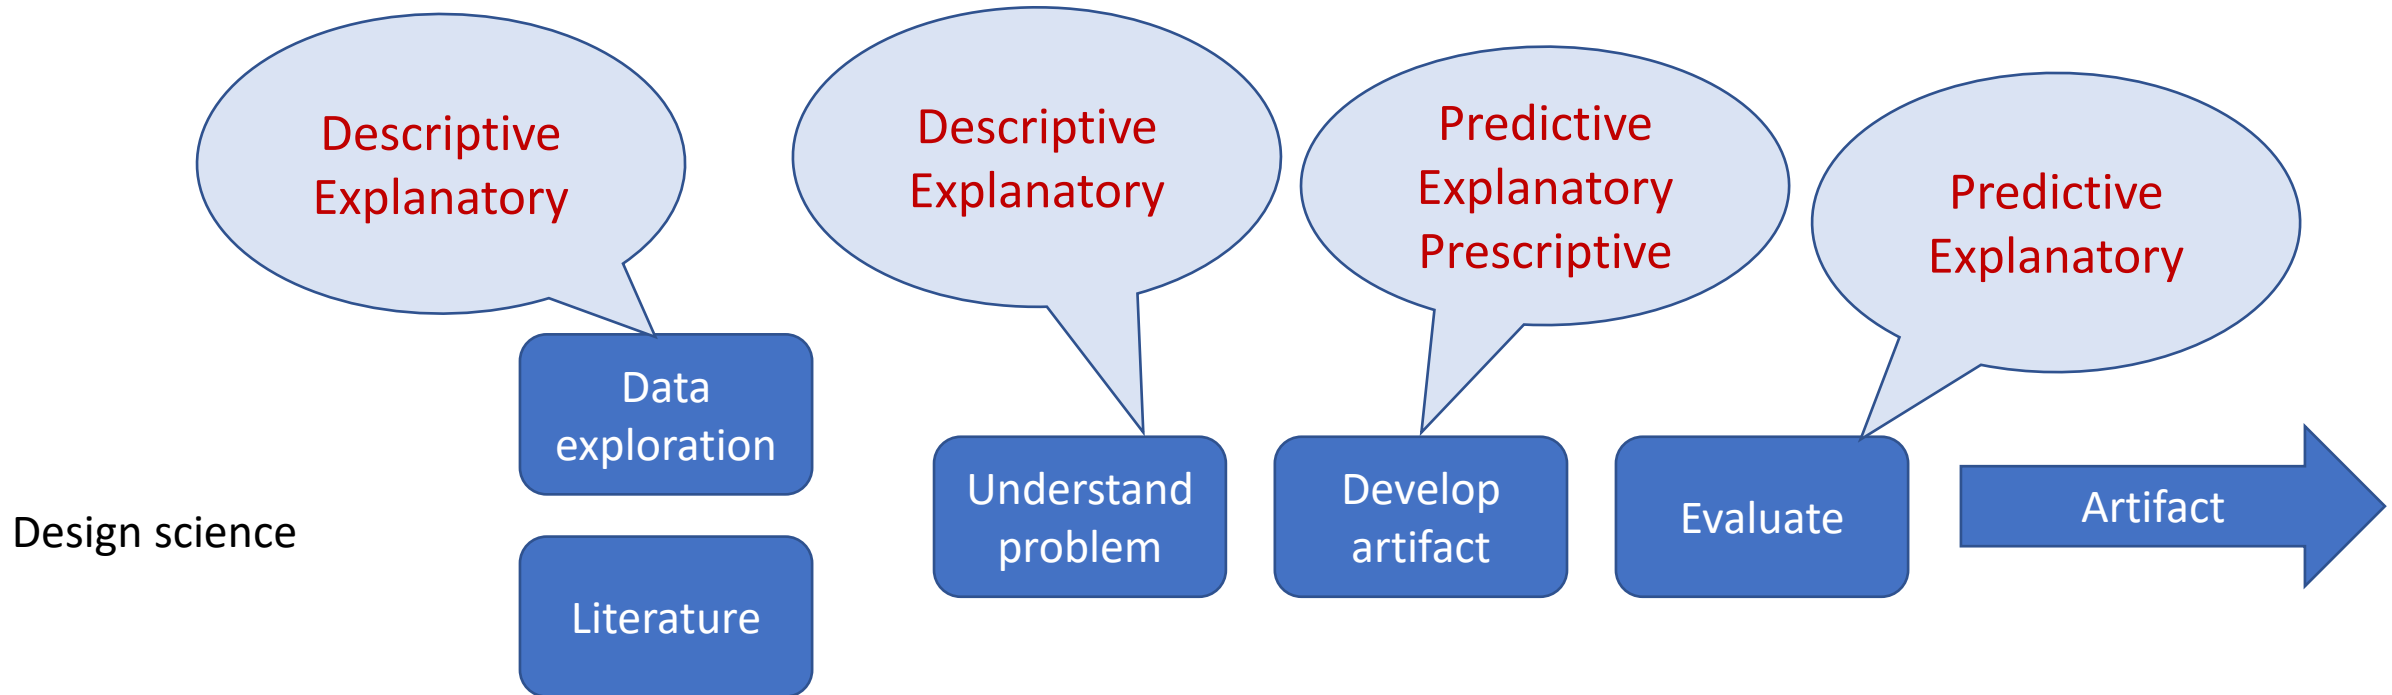 Descriptive
Explanatory
Descriptive
Explanatory
Predictive
Explanatory
Prescriptive
Predictive
Explanatory
Design science
Data
exploration
Literature
Understand
problem
Develop
artifact
Evaluate
Artifact